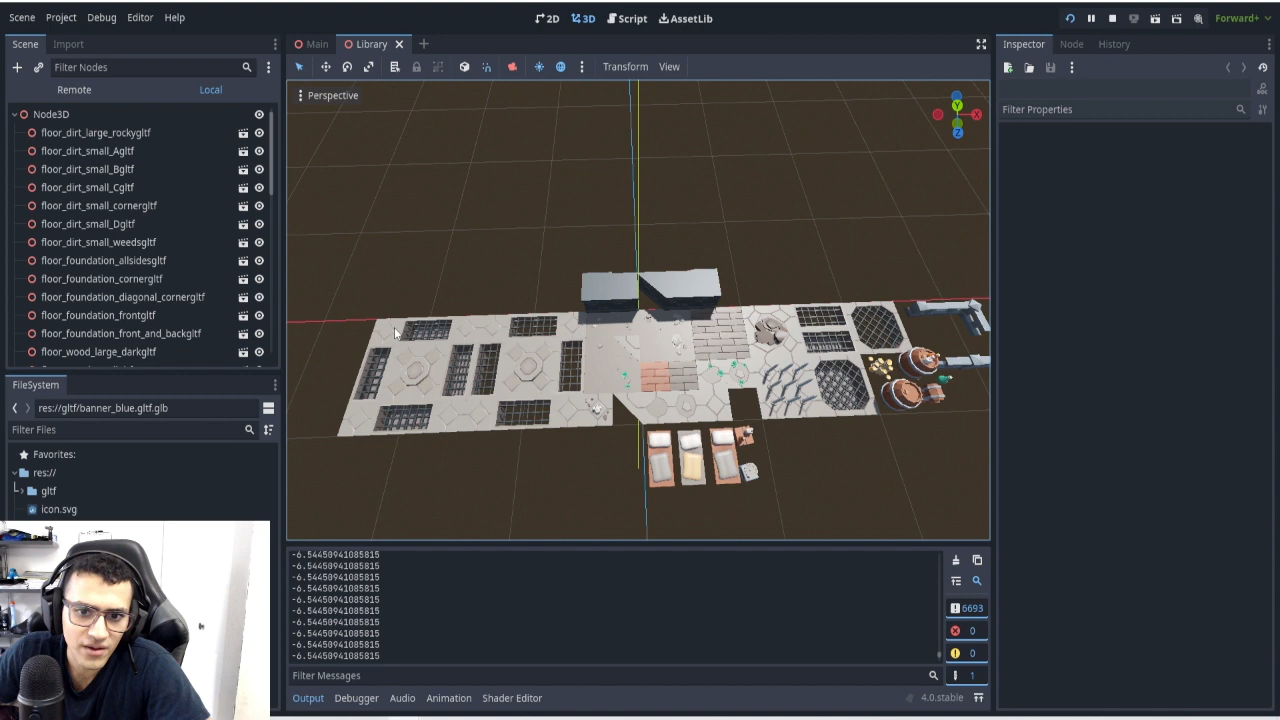 Scene Project Debug Editor Help
2D 3D Script AssetLib
Forward+
Scene Import
Filter Nodes
Remote Local
Node3D
floor_dirt_large_rockygltf
floor_dirt_small_Agltf
floor_dirt_small_Bgltf
floor_dirt_small_Cgltf
floor_dirt_small_cornergltf
floor_dirt_small_Dgltf
floor_dirt_small_weedsgltf
floor_foundation_allsidesgltf
floor_foundation_cornergltf
floor_foundation_diagonal_cornergltf
floor_foundation_frontgltf
floor_foundation_front_and_backgltf
floor_wood_large_darkgltf
FileSystem
res://gltf/banner_blue.gltf.glb
Filter Files
Favorites:
res://
gltf
icon.svg
Main Library
Transform View
Perspective
Y
X
Z
-6.54450941085815
-6.54450941085815
-6.54450941085815
-6.54450941085815
-6.54450941085815
-6.54450941085815
-6.54450941085815
-6.54450941085815
-6.54450941085815
-6.54450941085815
6693
0
0
1
Filter Messages
Output Debugger Audio Animation Shader Editor
4.0.stable
Inspector Node History
Filter Properties